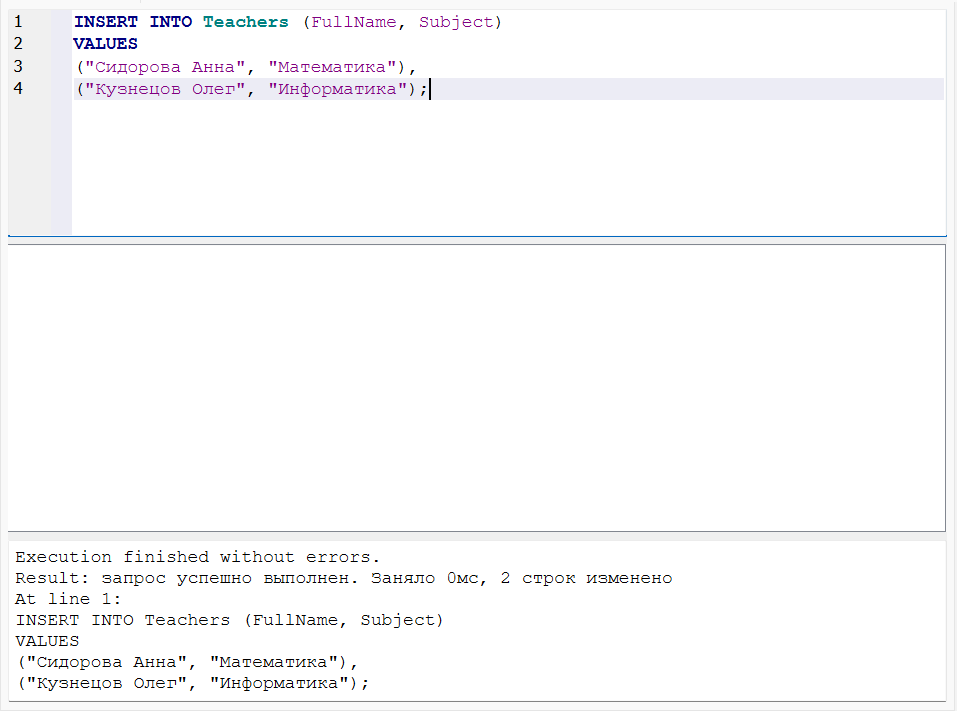 1 INSERT INTO Teachers (FullName, Subject)
2 VALUES
3 ("Сидорова Анна", "Математика"),
4 ("Кузнецов Олег", "Информатика");
Execution finished without errors.
Result: запрос успешно выполнен. Заняло 0мс, 2 строк изменено
At line 1:
INSERT INTO Teachers (FullName, Subject)
VALUES
("Сидорова Анна", "Математика"),
("Кузнецов Олег", "Информатика");